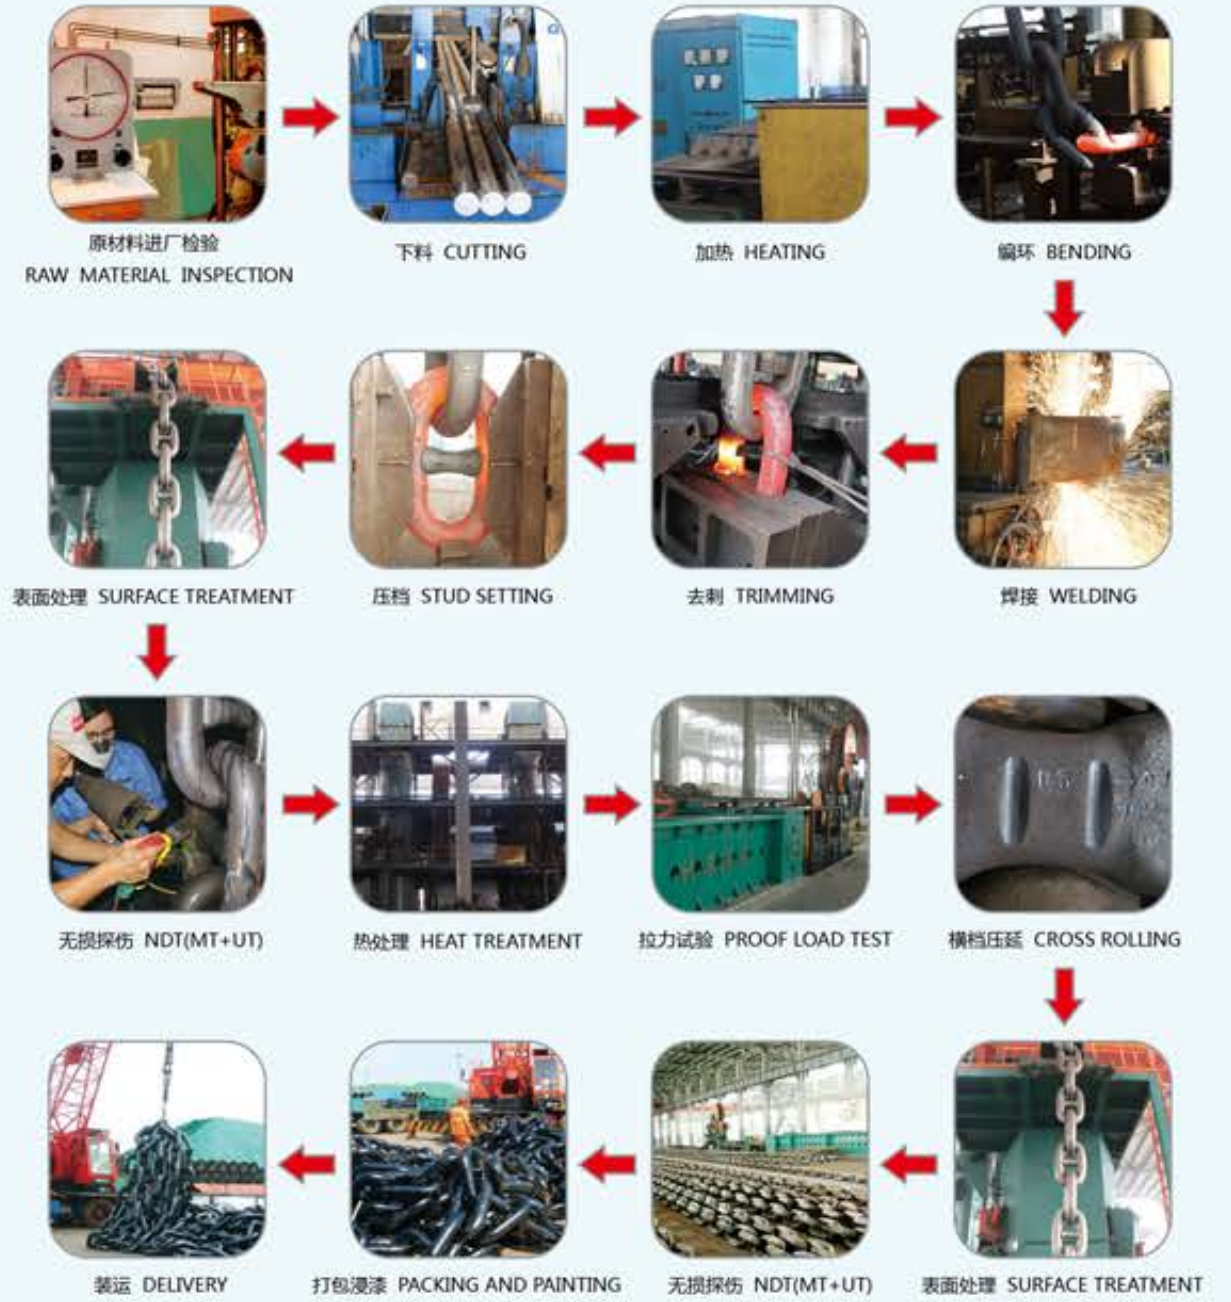 原材料进厂检验
RAW MATERIAL INSPECTION
下料 CUTTING
加热 HEATING
编环 BENDING
焊接 WELDING
去刺 TRIMMING
压档 STUD SETTING
表面处理 SURFACE TREATMENT
无损探伤 NDT(MT+UT)
热处理 HEAT TREATMENT
拉力试验 PROOF LOAD TEST
横档压延 CROSS ROLLING
表面处理 SURFACE TREATMENT
无损探伤 NDT(MT+UT)
打包浸漆 PACKING AND PAINTING
装运 DELIVERY